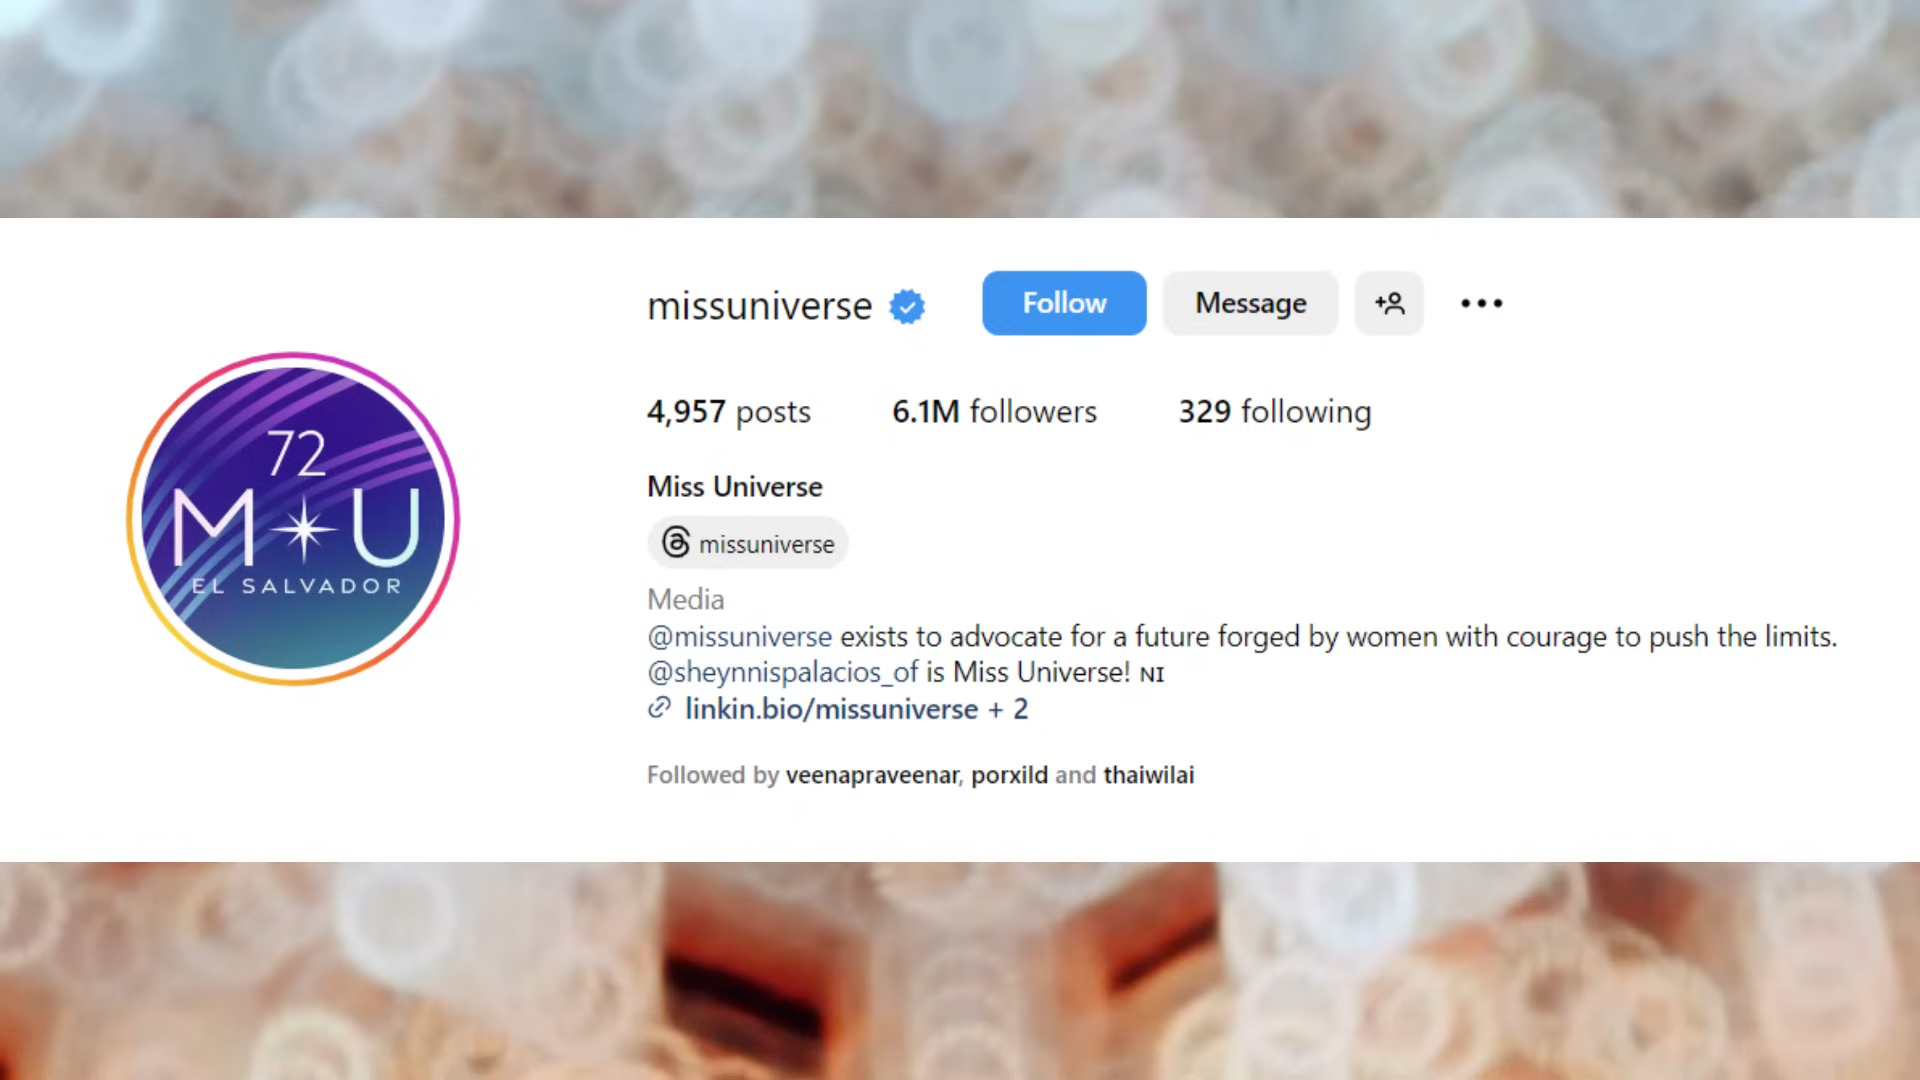 missuniverse
Follow
Message
4,957 posts
6.1M followers
329 following
72
M U
EL SALVADOR
Miss Universe
missuniverse
Media
@missuniverse exists to advocate for a future forged by women with courage to push the limits.
@sheynnispalacios_of is Miss Universe! NI
linkin.bio/missuniverse + 2
Followed by veenapraveenar, porxild and thaiwilai